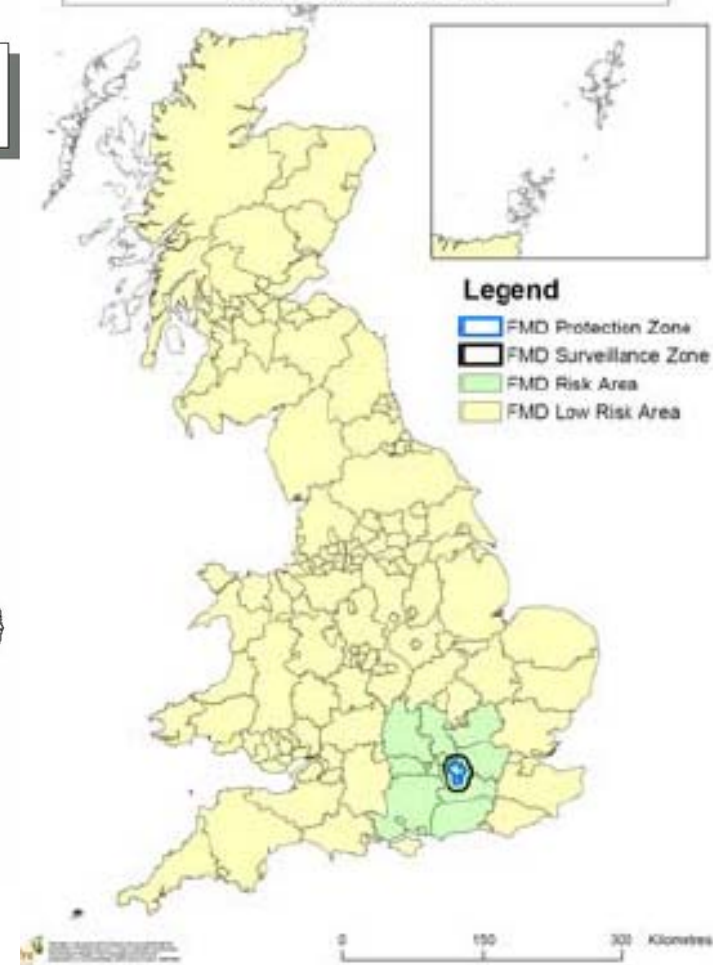 Legend
FMD Protection Zone
FMD Surveillance Zone
FMD Risk Area
FMD Low Risk Area
0 150 300 Kilometres